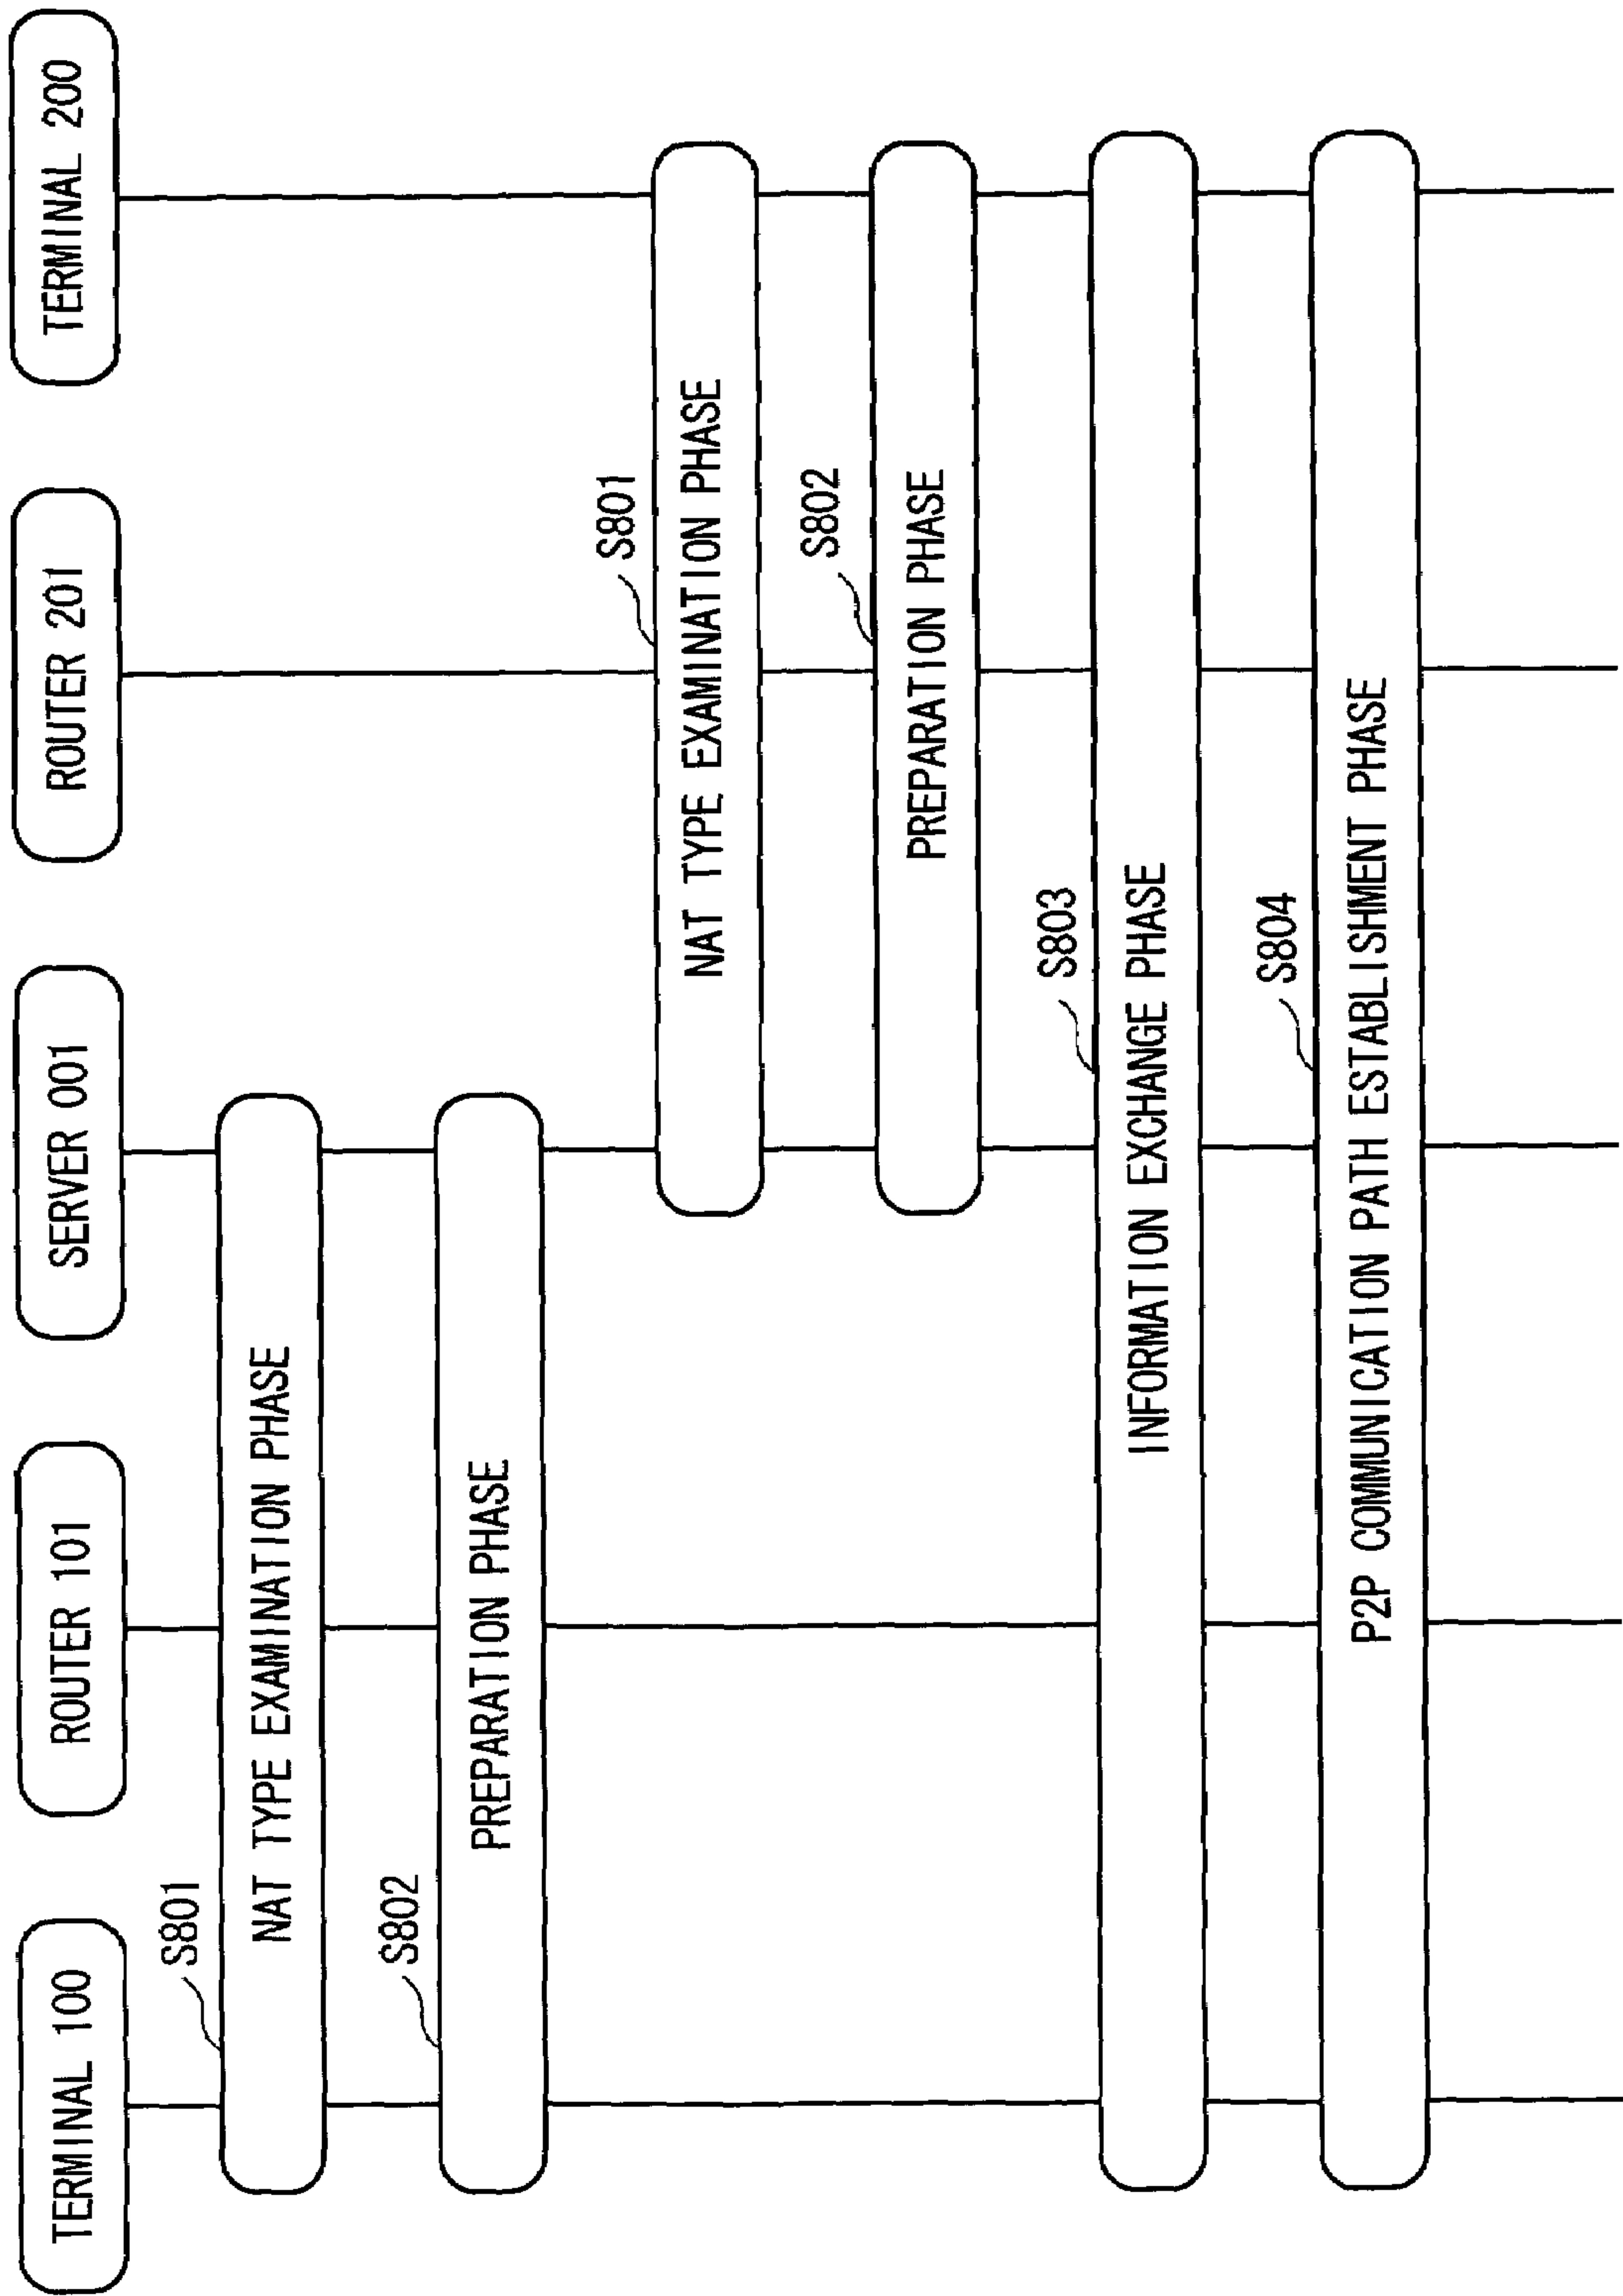 TERMINAL 100
ROUTER 101
SERVER 001
ROUTER 201
TERMINAL 200
S801
NAT TYPE EXAMINATION PHASE
S802
PREPARATION PHASE
S801
NAT TYPE EXAMINATION PHASE
S802
PREPARATION PHASE
S803
INFORMATION EXCHANGE PHASE
S804
P2P COMMUNICATION PATH ESTABLISHMENT PHASE